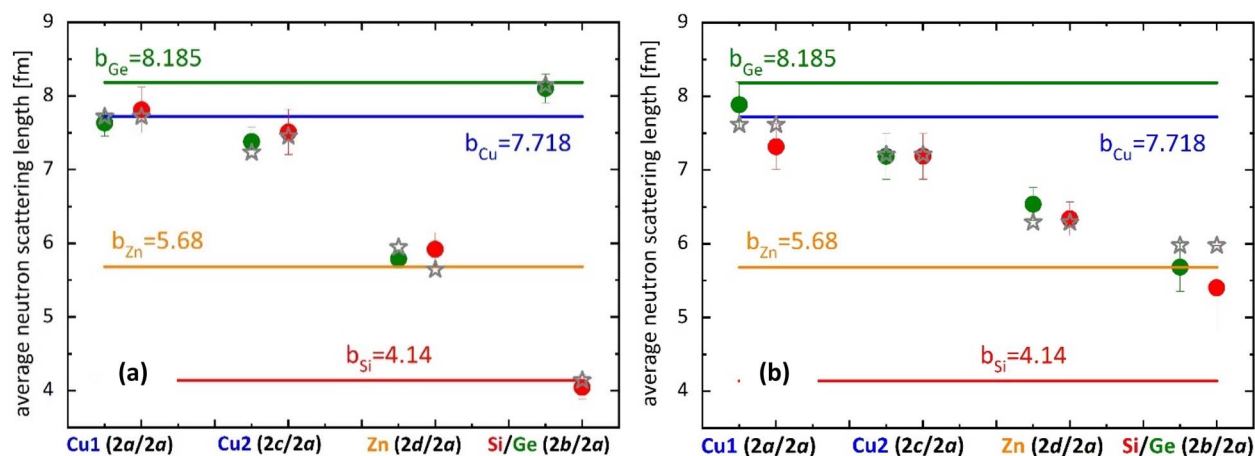 average neutron scattering length [fm]
9
8
7
6
5
4
b_Ge=8.185
b_Cu=7.718
b_Zn=5.68
b_Si=4.14
(a)
Cu1 (2a/2a) Cu2 (2c/2a) Zn (2d/2a) Si/Ge (2b/2a)
average neutron scattering length [fm]
9
8
7
6
5
4
b_Ge=8.185
b_Cu=7.718
b_Zn=5.68
b_Si=4.14
(b)
Cu1 (2a/2a) Cu2 (2c/2a) Zn (2d/2a) Si/Ge (2b/2a)